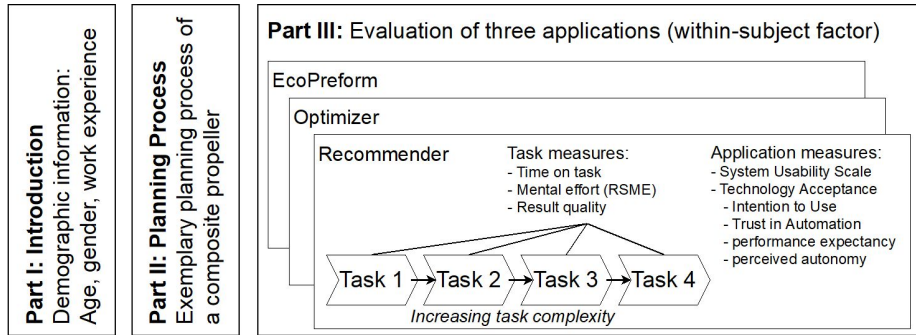 Part I: Introduction
Demographic information:
Age, gender, work experience
Part II: Planning Process
Exemplary planning process of
a composite propeller
Part III: Evaluation of three applications (within-subject factor)
EcoPreform
Optimizer
Recommender
Task measures:
- Time on task
- Mental effort (RSME)
- Result quality
Application measures:
- System Usability Scale
- Technology Acceptance
- Intention to Use
- Trust in Automation
- performance expectancy
- perceived autonomy
Task 1
Task 2
Task 3
Task 4
Increasing task complexity